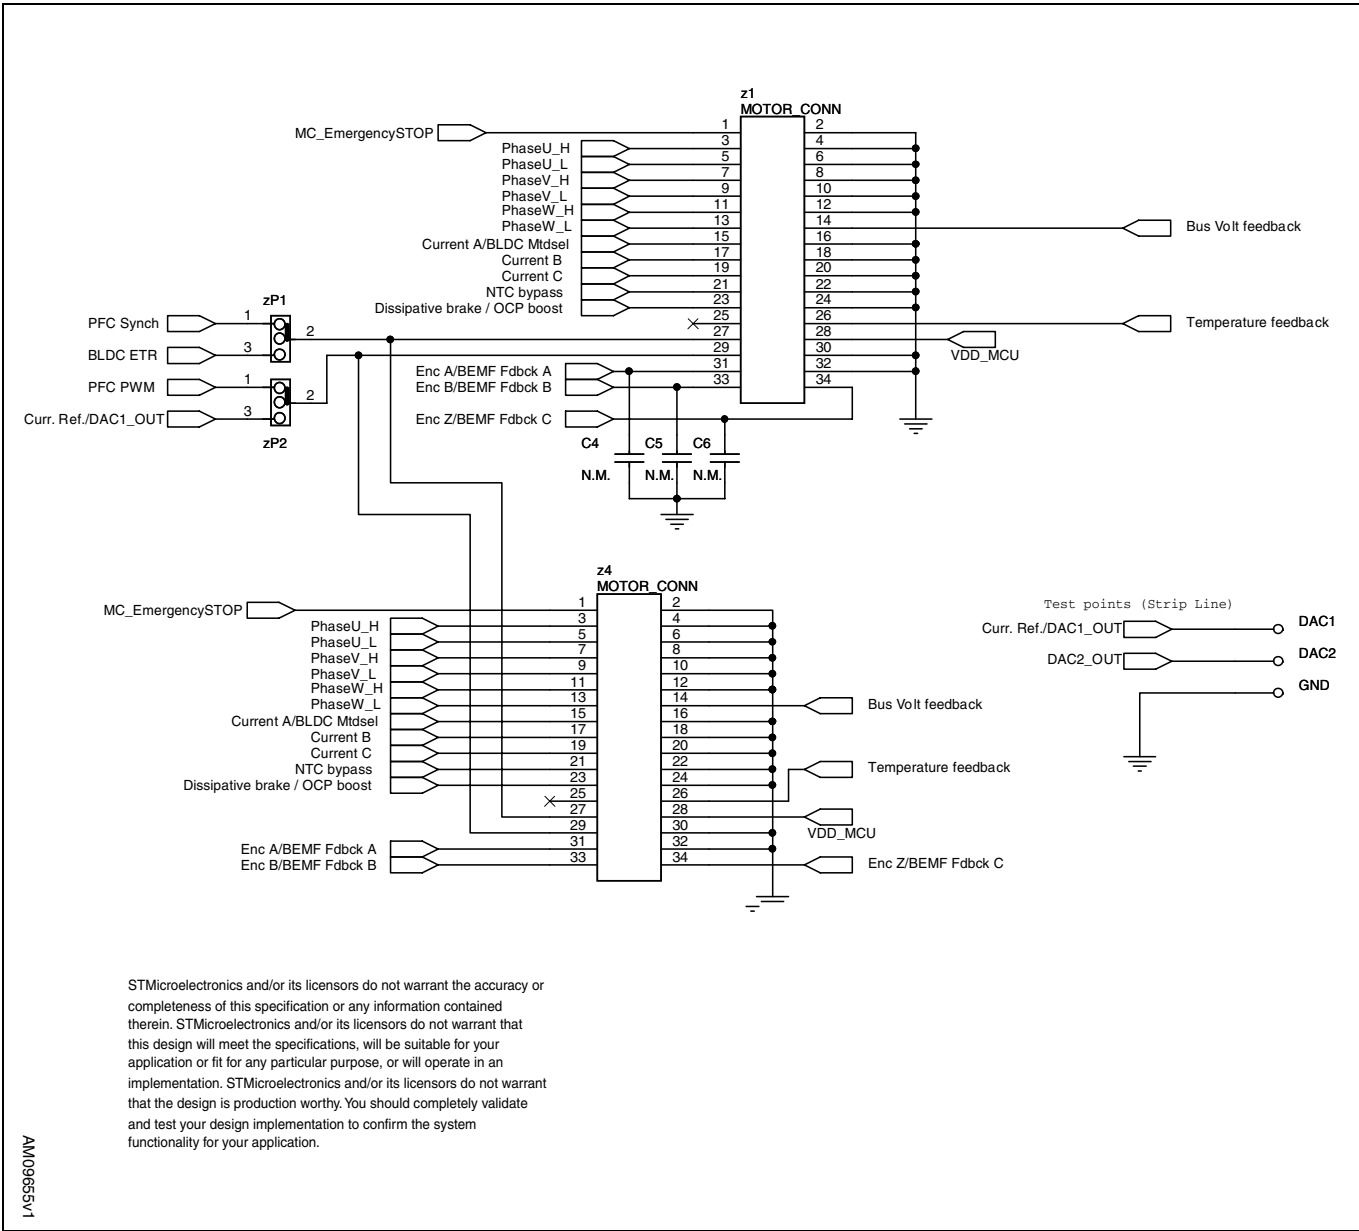 z1
MOTOR_CONN
MC_EmergencySTOP 1 2
3 4
PhaseU_H 5 6
PhaseU_L 7 8
PhaseV_H 9 10
PhaseV_L 11 12
PhaseW_H 13 14
PhaseW_L 15 16
Bus Volt feedback
Current A/BLDC Mtdsel 17 18
Current B 19 20
Current C 21 22
NTC bypass 23 24
Dissipative brake / OCP boost 25 26
27 28
Temperature feedback
29 30
VDD_MCU
31 32
33 34
zP1
PFC Synch 1
2
BLDC ETR 3
PFC PWM 1
2
Curr. Ref./DAC1_OUT 3
zP2
Enc A/BEMF Fdbck A
Enc B/BEMF Fdbck B
Enc Z/BEMF Fdbck C
C4 C5 C6
N.M. N.M. N.M.
z4
MOTOR_CONN
MC_EmergencySTOP 1 2
3 4
PhaseU_H 5 6
PhaseU_L 7 8
PhaseV_H 9 10
PhaseV_L 11 12
PhaseW_H 13 14
PhaseW_L 15 16
Bus Volt feedback
Current A/BLDC Mtdsel 17 18
Current B 19 20
Current C 21 22
NTC bypass 23 24
Dissipative brake / OCP boost 25 26
Temperature feedback
27 28
29 30
VDD_MCU
Enc A/BEMF Fdbck A 31 32
Enc B/BEMF Fdbck B 33 34
Enc Z/BEMF Fdbck C
Test points (Strip Line)
Curr. Ref./DAC1_OUT DAC1
DAC2_OUT DAC2
GND
STMicroelectronics and/or its licensors do not warrant the accuracy or
completeness of this specification or any information contained
therein. STMicroelectronics and/or its licensors do not warrant that
this design will meet the specifications, will be suitable for your
application or fit for any particular purpose, or will operate in an
implementation. STMicroelectronics and/or its licensors do not warrant
that the design is production worthy. You should completely validate
and test your design implementation to confirm the system
functionality for your application.
AM09655v1